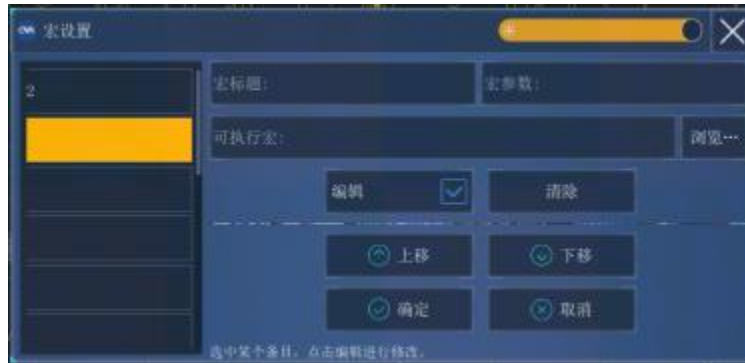 宏设置
2
宏标题:
宏参数:
可执行宏:
浏览…
编辑
清除
上移
下移
确定
取消
选中某个条目，点击编辑进行修改。